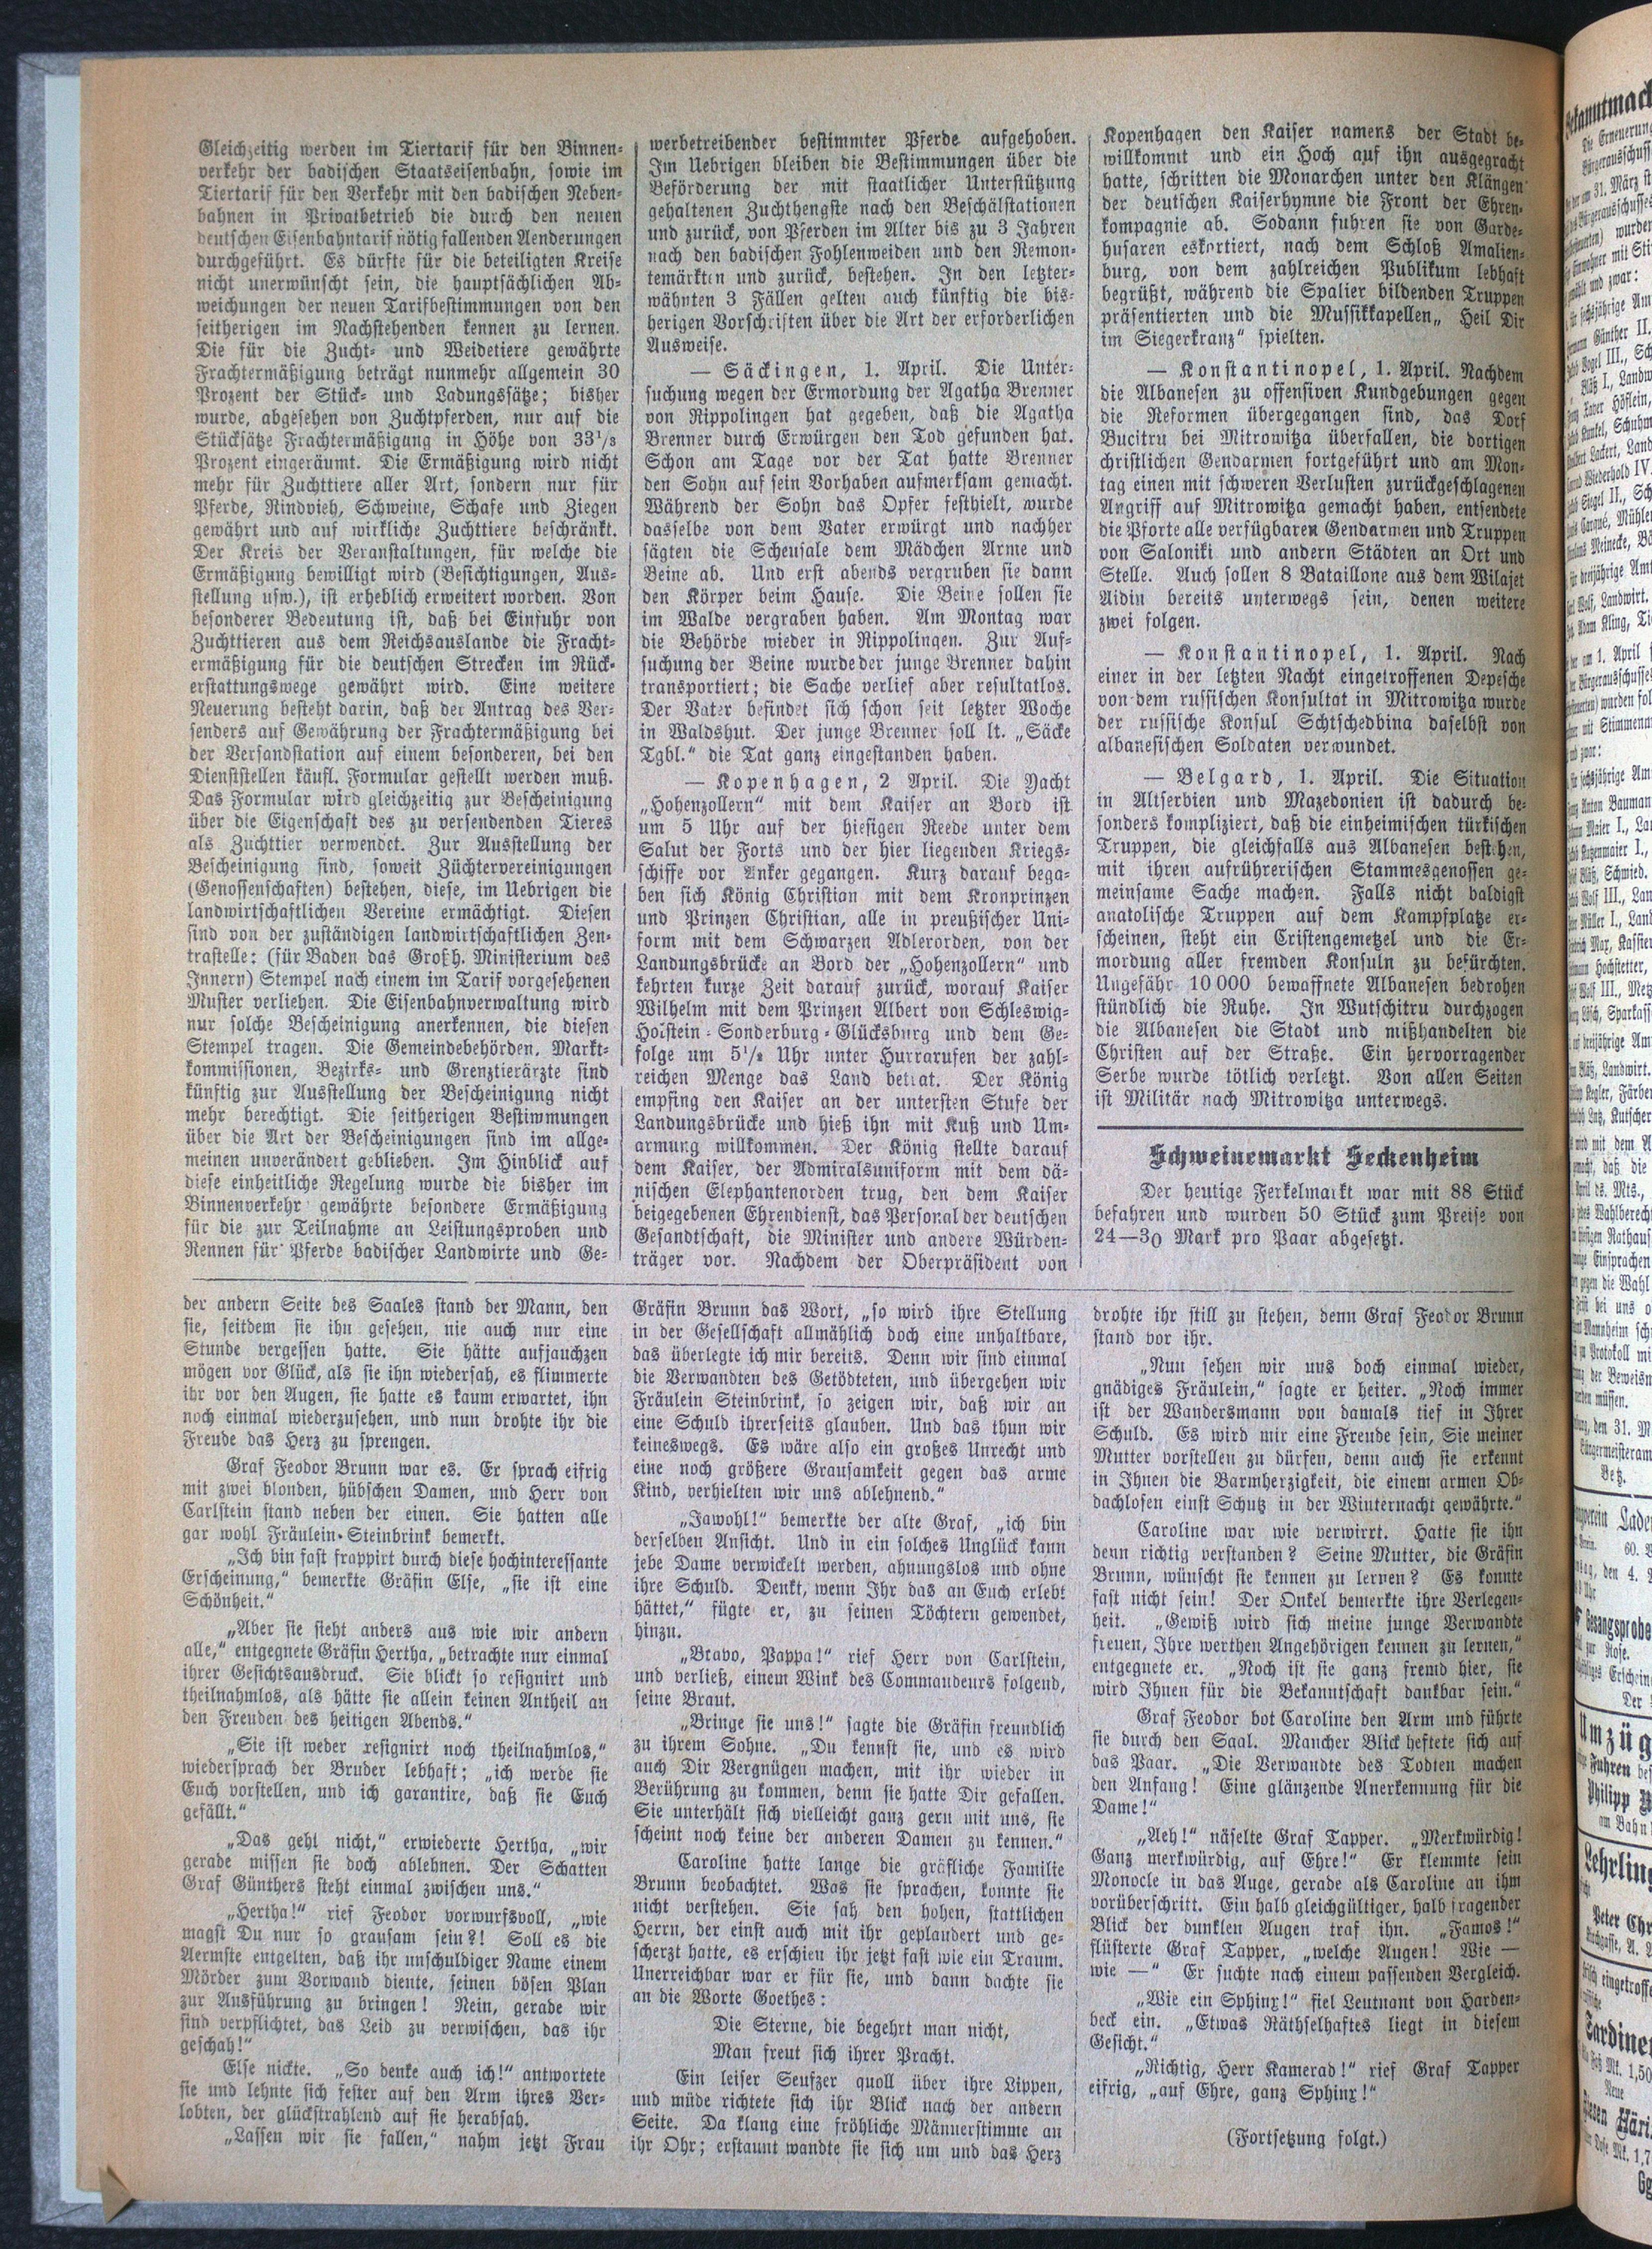 Gleichzeitig werden im Tiertarif für den Binnen-
verkehr der badischen Staatseisenbahn, sowie im
Tiertarif für den Verkehr mit den badischen Neben-
bahnen in Privatbetrieb die durch den neuen
deutschen Eisenbahntarif nötig fallenden Aenderungen
durchgeführt. Es dürfte für die beteiligten Kreise
nicht unerwünscht sein, die hauptsächlichen Ab-
weichungen der neuen Tarifbestimmungen von den
seitherigen im Nachstehenden kennen zu lernen.
Die für die Zucht- und Weidetiere gewährte
Frachtermäßigung beträgt nunmehr allgemein 30
Prozent der Stück- und Ladungssätze; bisher
wurde, abgesehen von Zuchtpferden, nur auf die
Stücksätze Frachtermäßigung in Höhe von 33⅓
Prozent eingeräumt. Die Ermäßigung wird nicht
mehr für Zuchttiere aller Art, sondern nur für
Pferde, Rindvieh, Schweine, Schafe und Ziegen
gewährt und auf wirkliche Zuchttiere beschränkt.
Der Kreis der Veranstaltungen, für welche die
Ermäßigung bewilligt wird (Besichtigungen, Aus-
stellung usw.), ist erheblich erweitert worden. Von
besonderer Bedeutung ist, daß bei Einfuhr von
Zuchttieren aus dem Reichsauslande die Fracht-
ermäßigung für die deutschen Strecken im Rück-
erstattungswege gewährt wird. Eine weitere
Neuerung besteht darin, daß der Antrag des Ver-
senders auf Gewährung der Frachtermäßigung bei
der Versandstation auf einem besonderen, bei den
Dienststellen käufl. Formular gestellt werden muß.
Das Formular wird gleichzeitig zur Bescheinigung
über die Eigenschaft des zu versendenden Tieres
als Zuchttier verwendet. Zur Ausstellung der
Bescheinigung sind, soweit Züchtervereinigungen
(Genossenschaften) bestehen, diese, im Uebrigen die
landwirtschaftlichen Vereine ermächtigt. Diesen
sind von der zuständigen landwirtschaftlichen Zen-
tralstelle: (für Baden das Großh. Ministerium des
Innern) Stempel nach einem im Tarif vorgesehenen
Muster verliehen. Die Eisenbahnverwaltung wird
nur solche Bescheinigung anerkennen, die diesen
Stempel tragen. Die Gemeindebehörden, Markt-
kommissionen, Bezirks- und Grenztierärzte sind
künftig zur Ausstellung der Bescheinigung nicht
mehr berechtigt. Die seitherigen Bestimmungen
über die Art der Bescheinigungen sind im allge-
meinen unverändert geblieben. Im Hinblick auf
diese einheitliche Regelung wurde die bisher im
Binnenverkehr gewährte besondere Ermäßigung
für die zur Teilnahme an Leistungsproben und
Rennen für Pferde badischer Landwirte und Ge-
werbetreibender bestimmter Pferde aufgehoben.
Im Uebrigen bleiben die Bestimmungen über die
Beförderung der mit staatlicher Unterstützung
gehaltenen Zuchthengste nach den Beschälstationen
und zurück, von Pferden im Alter bis zu 3 Jahren
nach den badischen Fohlenweiden und den Remon-
temärkten und zurück, bestehen. In den letzter-
wähnten 3 Fällen gelten auch künftig die bis-
herigen Vorschriften über die Art der erforderlichen
Ausweise.
— Säckingen, 1. April. Die Unter-
suchung wegen der Ermordung der Agatha Brenner
von Rippolingen hat gegeben, daß die Agatha
Brenner durch Erwürgen den Tod gefunden hat.
Schon am Tage vor der Tat hatte Brenner
den Sohn auf sein Vorhaben aufmerksam gemacht.
Während der Sohn das Opfer festhielt, wurde
dasselbe von dem Vater erwürgt und nachher
sägten die Scheusale dem Mädchen Arme und
Beine ab. Und erst abends vergruben sie dann
den Körper beim Hause. Die Beine sollen sie
im Walde vergraben haben. Am Montag war
die Behörde wieder in Rippolingen. Zur Auf-
suchung der Beine wurde der junge Brenner dahin
transportiert; die Sache verlief aber resultatlos.
Der Vater befindet sich schon seit letzter Woche
in Waldshut. Der junge Brenner soll lt. „Säcke
Tgbl.“ die Tat ganz eingestanden haben.
— Kopenhagen, 2 April. Die Yacht
„Hohenzollern“ mit dem Kaiser an Bord ist
um 5 Uhr auf der hiesigen Reede unter dem
Salut der Forts und der hier liegenden Kriegs-
schiffe vor Anker gegangen. Kurz darauf bega-
ben sich König Christian mit dem Kronprinzen
und Prinzen Christian, alle in preußischer Uni-
form mit dem Schwarzen Adlerorden, von der
Landungsbrücke an Bord der „Hohenzollern“ und
kehrten kurze Zeit darauf zurück, worauf Kaiser
Wilhelm mit dem Prinzen Albert von Schleswig-
Holstein-Sonderburg-Glücksburg und dem Ge-
folge um 5½ Uhr unter Hurrarufen der zahl-
reichen Menge das Land betrat. Der König
empfing den Kaiser an der untersten Stufe der
Landungsbrücke und hieß ihn mit Kuß und Um-
armung willkommen. Der König stellte darauf
dem Kaiser, der Admiralsuniform mit dem dä-
nischen Elephantenorden trug, den dem Kaiser
beigegebenen Ehrendienst, das Personal der deutschen
Gesandtschaft, die Minister und andere Würden-
träger vor. Nachdem der Oberpräsident von
Kopenhagen den Kaiser namens der Stadt be-
willkommt und ein Hoch auf ihn ausgegracht
hatte, schritten die Monarchen unter den Klängen
der deutschen Kaiserhymne die Front der Ehren-
kompagnie ab. Sodann fuhren sie von Garde-
husaren eskortiert, nach dem Schloß Amalien-
burg, von dem zahlreichen Publikum lebhaft
begrüßt, während die Spalier bildenden Truppen
präsentierten und die Mussikkapellen „Heil Dir
im Siegerkranz“ spielten.
— Konstantinopel, 1. April. Nachdem
die Albanesen zu offensiven Kundgebungen gegen
die Reformen übergegangen sind, das Dorf
Bucitru bei Mitrowitza überfallen, die dortigen
christlichen Gendarmen fortgeführt und am Mon-
tag einen mit schweren Verlusten zurückgeschlagenen
Angriff auf Mitrowitza gemacht haben, entsendete
die Pforte alle verfügbaren Gendarmen und Truppen
von Saloniki und andern Städten an Ort und
Stelle. Auch sollen 8 Bataillone aus dem Wilajet
Aidin bereits unterwegs sein, denen weitere
zwei folgen.
— Konstantinopel, 1. April. Nach
einer in der letzten Nacht eingetroffenen Depesche
von dem russischen Konsultat in Mitrowitza wurde
der russische Konsul Schtschedbina daselbst von
albanesischen Soldaten verwundet.
— Belgard, 1. April. Die Situation
in Altserbien und Mazedonien ist dadurch be-
sonders kompliziert, daß die einheimischen türkischen
Truppen, die gleichfalls aus Albanesen bestehen,
mit ihren aufrührerischen Stammesgenossen ge-
meinsame Sache machen. Falls nicht baldigst
anatolische Truppen auf dem Kampfplatze er-
scheinen, steht ein Cristengemetzel und die Er-
mordung aller fremden Konsuln zu befürchten.
Ungefähr 10 000 bewaffnete Albanesen bedrohen
stündlich die Ruhe. In Wutschitru durchzogen
die Albanesen die Stadt und mißhandelten die
Christen auf der Straße. Ein hervorragender
Serbe wurde tötlich verletzt. Von allen Seiten
ist Militär nach Mitrowitza unterwegs.
Schweinemarkt Seckenheim
Der heutige Ferkelmarkt war mit 88 Stück
befahren und wurden 50 Stück zum Preise von
24—30 Mark pro Paar abgesetzt.
der andern Seite des Saales stand der Mann, den
sie, seitdem sie ihn gesehen, nie auch nur eine
Stunde vergessen hatte. Sie hätte aufjauchzen
mögen vor Glück, als sie ihn wiedersah, es flimmerte
ihr vor den Augen, sie hatte es kaum erwartet, ihn
noch einmal wiederzusehen, und nun drohte ihr die
Freude das Herz zu sprengen.
Graf Feodor Brunn war es. Er sprach eifrig
mit zwei blonden, hübschen Damen, und Herr von
Carlstein stand neben der einen. Sie hatten alle
gar wohl Fräulein Steinbrink bemerkt.
„Ich bin fast frappirt durch diese hochinteressante
Erscheinung,“ bemerkte Gräfin Else, „sie ist eine
Schönheit.“
„Aber sie sieht anders aus wie wir andern
alle,“ entgegnete Gräfin Hertha, „betrachte nur einmal
ihrer Gesichtsausdruck. Sie blickt so resignirt und
theilnahmlos, als hätte sie allein keinen Antheil an
den Freuden des heitigen Abends.“
„Sie ist weder resignirt noch theilnahmlos,“
wiedersprach der Bruder lebhaft; „ich werde sie
Euch vorstellen, und ich garantire, daß sie Euch
gefällt.“
„Das gehl nicht,“ erwiederte Hertha, „wir
gerade missen sie doch ablehnen. Der Schatten
Graf Günthers steht einmal zwischen uns.“
„Hertha!“ rief Feodor vorwurfsvoll, „wie
magst Du nur so grausam sein?! Soll es die
Aermste entgelten, daß ihr unschuldiger Name einem
Mörder zum Vorwand diente, seinen bösen Plan
zur Ausführung zu bringen! Nein, gerade wir
sind verpflichtet, das Leid zu verwischen, das ihr
geschah!“
Else nickte. „So denke auch ich!“ antwortete
sie und lehnte sich fester auf den Arm ihres Ver-
lobten, der glückstrahlend auf sie herabsah.
„Lassen wir sie fallen,“ nahm jetzt Frau
Gräfin Brunn das Wort, „so wird ihre Stellung
in der Gesellschaft allmählich doch eine unhaltbare,
das überlegte ich mir bereits. Denn wir sind einmal
die Verwandten des Getödteten, und übergehen wir
Fräulein Steinbrink, so zeigen wir, daß wir an
eine Schuld ihrerseits glauben. Und das thun wir
keineswegs. Es wäre also ein großes Unrecht und
eine noch größere Grausamkeit gegen das arme
Kind, verhielten wir uns ablehnend.“
„Jawohl!“ bemerkte der alte Graf, „ich bin
derselben Ansicht. Und in ein solches Unglück kann
jebe Dame verwickelt werden, ahnungslos und ohne
ihre Schuld. Denkt, wenn Ihr das an Euch erlebt
hättet,“ fügte er, zu seinen Töchtern gewendet,
hinzu.
„Bravo, Pappa!“ rief Herr von Carlstein,
und verließ, einem Wink des Commandeurs folgend,
seine Braut.
„Bringe sie uns!“ sagte die Gräfin freundlich
zu ihrem Sohne. „Du kennst sie, und es wird
auch Dir Vergnügen machen, mit ihr wieder in
Berührung zu kommen, denn sie hatte Dir gefallen.
Sie unterhält sich vielleicht ganz gern mit uns, sie
scheint noch keine der anderen Damen zu kennen.“
Caroline hatte lange die gräfliche Familie
Brunn beobachtet. Was sie sprachen, konnte sie
nicht verstehen. Sie sah den hohen, stattlichen
Herrn, der einst auch mit ihr geplaudert und ge-
scherzt hatte, es erschien ihr jetzt fast wie ein Traum.
Unerreichbar war er für sie, und dann dachte sie
an die Worte Goethes:
Die Sterne, die begehrt man nicht,
Man freut sich ihrer Pracht.
Ein leiser Seufzer quoll über ihre Lippen,
und müde richtete sich ihr Blick nach der andern
Seite. Da klang eine fröhliche Männerstimme an
ihr Ohr; erstaunt wandte sie sich um und das Herz
drohte ihr still zu stehen, denn Graf Feodor Brunn
stand vor ihr.
„Nun sehen wir uns doch einmal wieder,
gnädiges Fräulein,“ sagte er heiter. „Noch immer
ist der Wandersmann von damals tief in Ihrer
Schuld. Es wird mir eine Freude sein, Sie meiner
Mutter vorstellen zu dürfen, denn auch sie erkennt
in Ihnen die Barmherzigkeit, die einem armen Ob-
dachlosen einst Schutz in der Winternacht gewährte.“
Caroline war wie verwirrt. Hatte sie ihn
denn richtig verstanden? Seine Mutter, die Gräfin
Brunn, wünscht sie kennen zu lernen? Es konnte
fast nicht sein! Der Onkel bemerkte ihre Verlegen-
heit. „Gewiß wird sich meine junge Verwandte
freuen, Ihre werthen Angehörigen kennen zu lernen,“
entgegnete er. „Noch ist sie ganz fremd hier, sie
wird Ihnen für die Bekanntschaft dankbar sein.“
Graf Feodor bot Caroline den Arm und führte
sie durch den Saal. Mancher Blick heftete sich auf
das Paar. „Die Verwandte des Todten machen
den Anfang! Eine glänzende Anerkennung für die
Dame!“
„Aeh!“ näselte Graf Tapper. „Merkwürdig!
Ganz merkwürdig, auf Ehre!“ Er klemmte sein
Monocle in das Auge, gerade als Caroline an ihm
vorüberschritt. Ein halb gleichgültiger, halb fragender
Blick der dunklen Augen traf ihn. „Famos!“
flüsterte Graf Tapper, „welche Augen! Wie —
wie —“ Er suchte nach einem passenden Vergleich.
„Wie ein Sphinx!“ fiel Leutnant von Harden-
beck ein. „Etwas Räthselhaftes liegt in diesem
Gesicht.“
„Richtig, Herr Kamerad!“ rief Graf Tapper
eifrig, „auf Ehre, ganz Sphinx!“
(Fortsetzung folgt.)